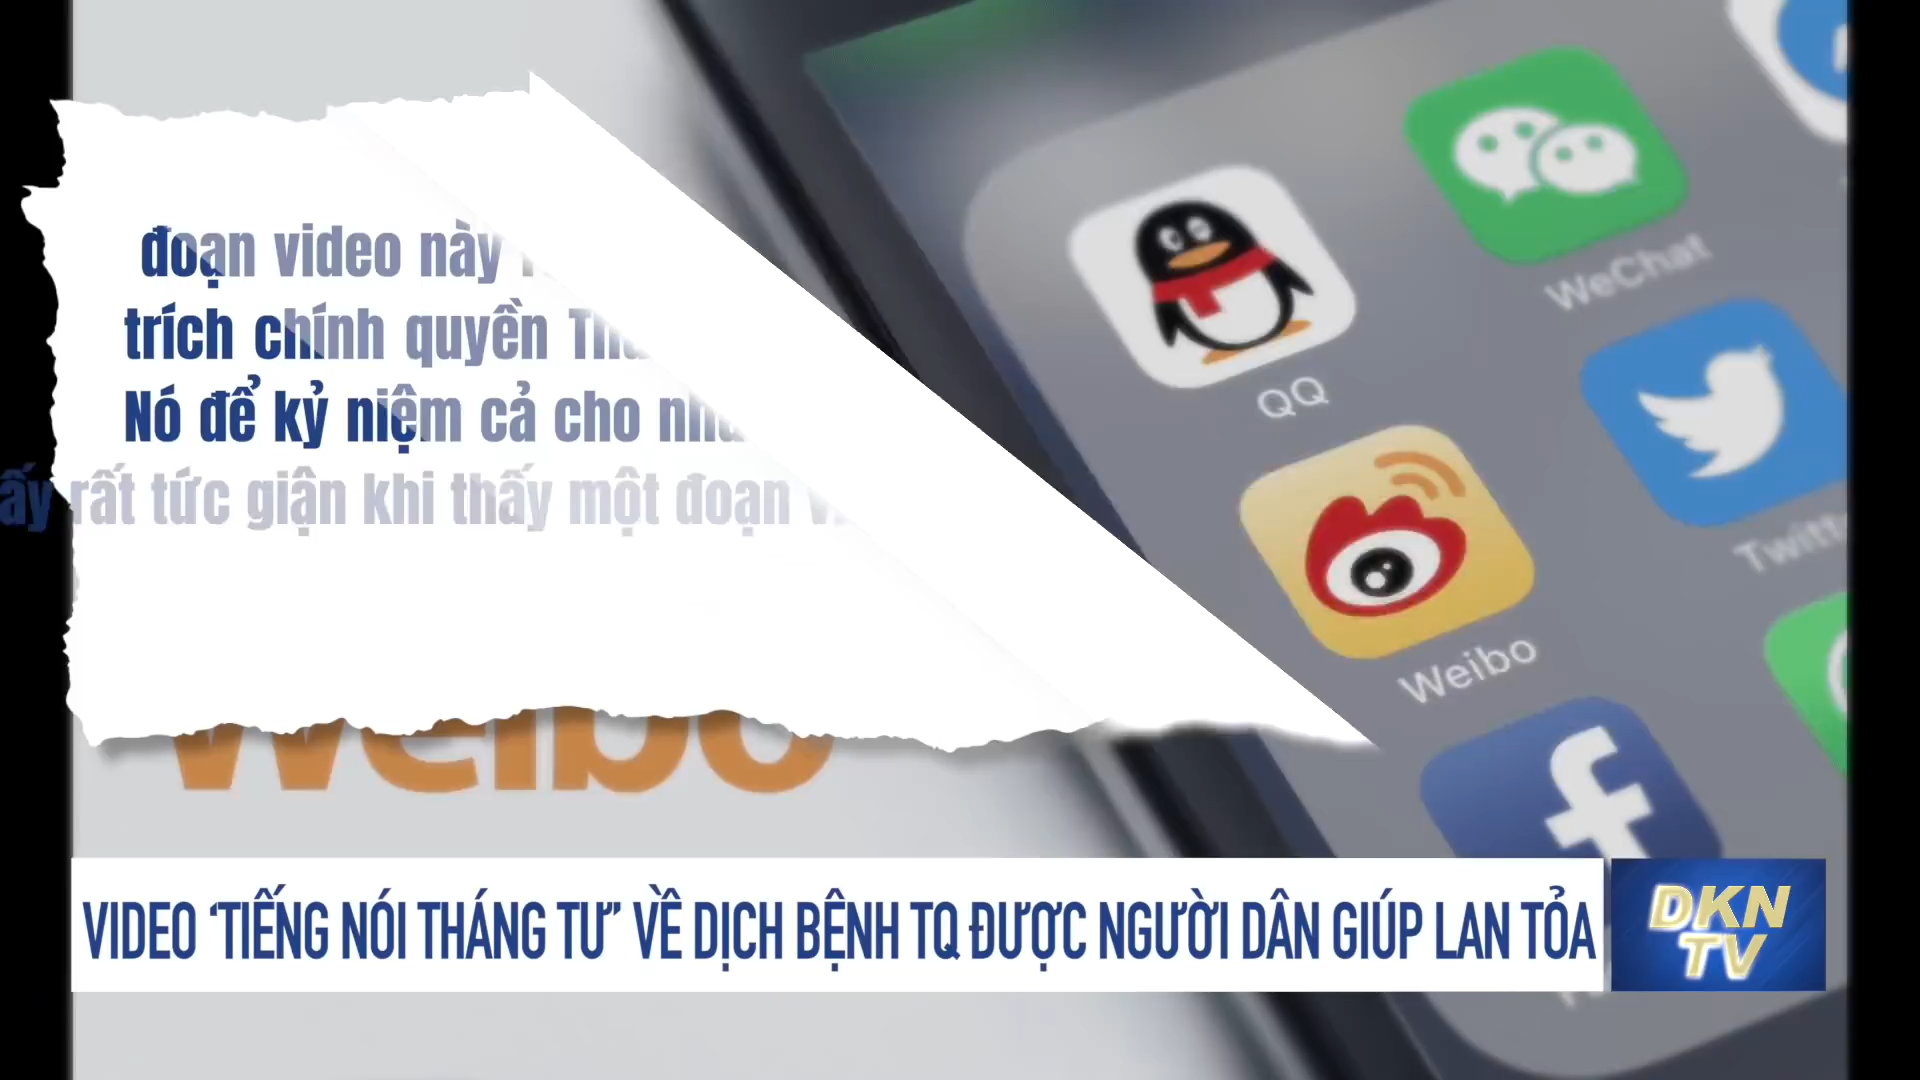 đoạn video này
trích chính quyền
Nó để kỷ niệm cả cho
ấy rất tức giận khi thấy một đoạn
QQ
WeChat
Weibo
Weibo
VIDEO “TIẾNG NÓI THÁNG TƯ” VỀ DỊCH BỆNH TQ ĐƯỢC NGƯỜI DÂN GIÚP LAN TỎA
DKN
TV